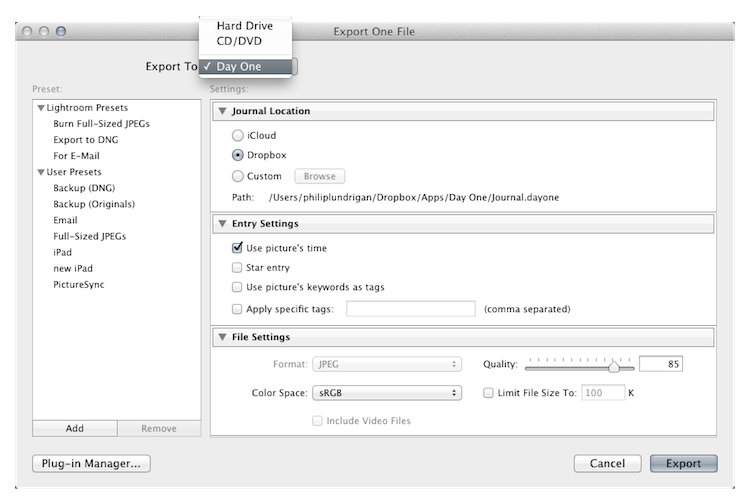 Hard Drive
CD/DVD
Export One File
Export To ✓ Day One
Preset:
Settings:
Lightroom Presets
Burn Full-Sized JPEGs
Export to DNG
For E-Mail
User Presets
Backup (DNG)
Backup (Originals)
Email
Full-Sized JPEGs
iPad
new iPad
PictureSync
Add Remove
Journal Location
iCloud
Dropbox
Custom Browse
Path: /Users/philiplundrigan/Dropbox/Apps/Day One/Journal.dayone
Entry Settings
Use picture's time
Star entry
Use picture's keywords as tags
Apply specific tags: (comma separated)
File Settings
Format: JPEG Quality: 85
Color Space: sRGB Limit File Size To: 100 K
Include Video Files
Plug-in Manager... Cancel Export